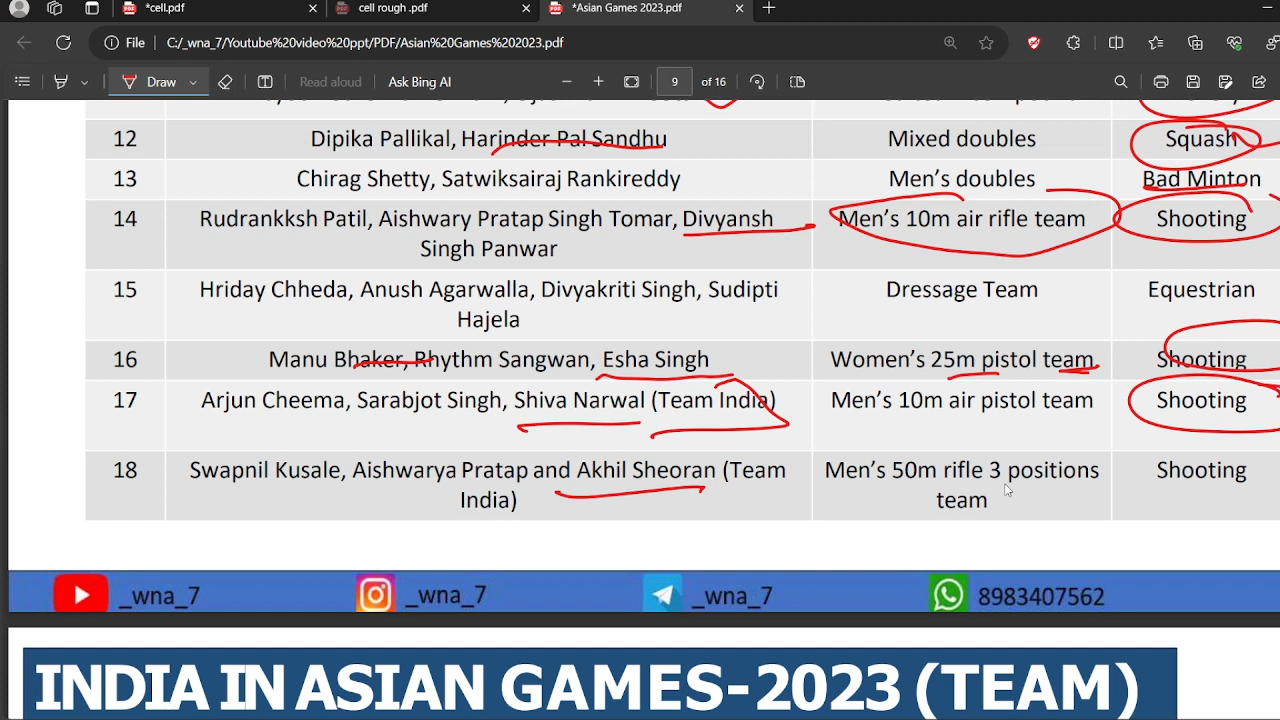 *cell.pdf
cell rough .pdf
*Asian Games 2023.pdf
File
C:/_wna_7/Youtube%20video%20ppt/PDF/Asian%20Games%202023.pdf
Draw
Read aloud
Ask Bing AI
9 of 16
12 Dipika Pallikal, Harinder Pal Sandhu Mixed doubles Squash
13 Chirag Shetty, Satwiksairaj Rankireddy Men's doubles Bad Minton
14 Rudrankksh Patil, Aishwary Pratap Singh Tomar, Divyansh Men's 10m air rifle team Shooting
Singh Panwar
15 Hriday Chheda, Anush Agarwalla, Divyakriti Singh, Sudipti Dressage Team Equestrian
Hajela
16 Manu Bhaker, Rhythm Sangwan, Esha Singh Women's 25m pistol team Shooting
17 Arjun Cheema, Sarabjot Singh, Shiva Narwal (Team India) Men's 10m air pistol team Shooting
18 Swapnil Kusale, Aishwarya Pratap and Akhil Sheoran (Team Men's 50m rifle 3 positions Shooting
India) team
_wna_7 _wna_7 _wna_7 8983407562
INDIA IN ASIAN GAMES-2023 (TEAM)